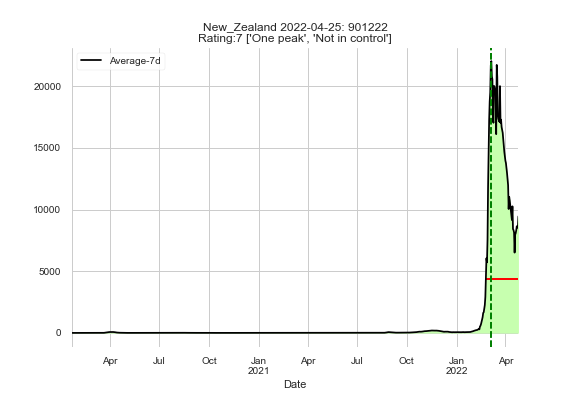 New_Zealand 2022-04-25: 901222
Rating:7 ['One peak', 'Not in control']
Average-7d
20000
15000
10000
5000
0
Apr Jul Oct Jan Apr Jul Oct Jan Apr
2021 2022
Date